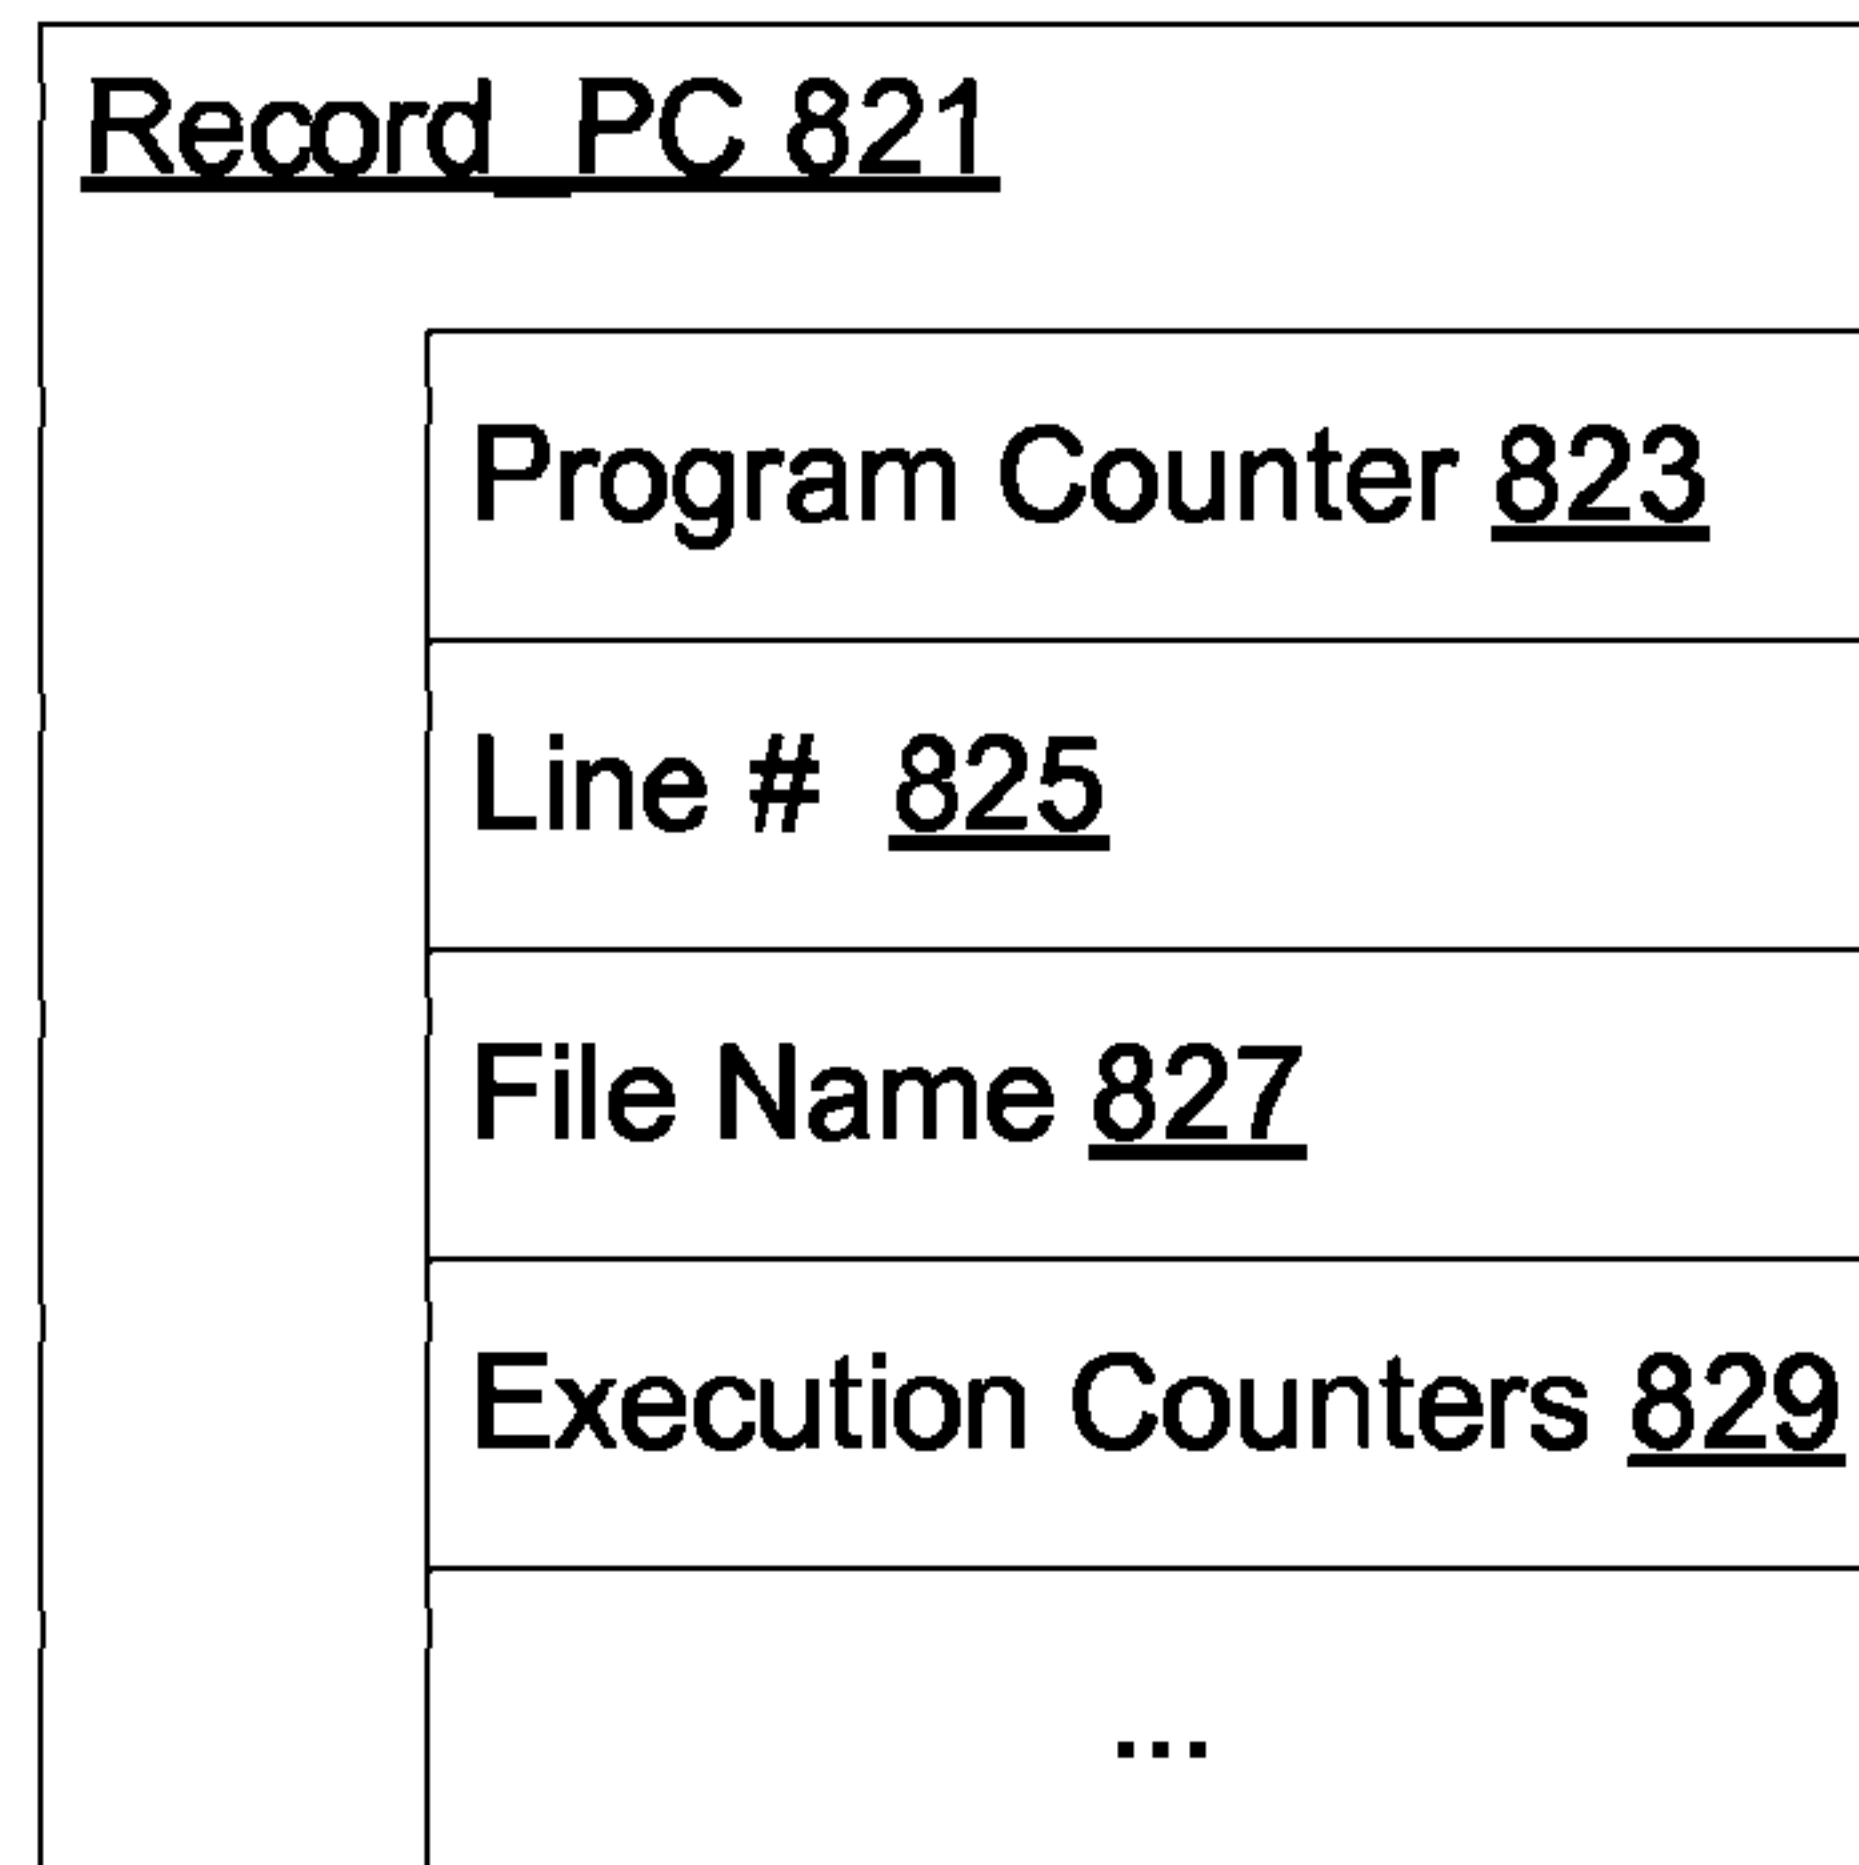 Record_PC 821
Program Counter 823
Line # 825
File Name 827
Execution Counters 829
...